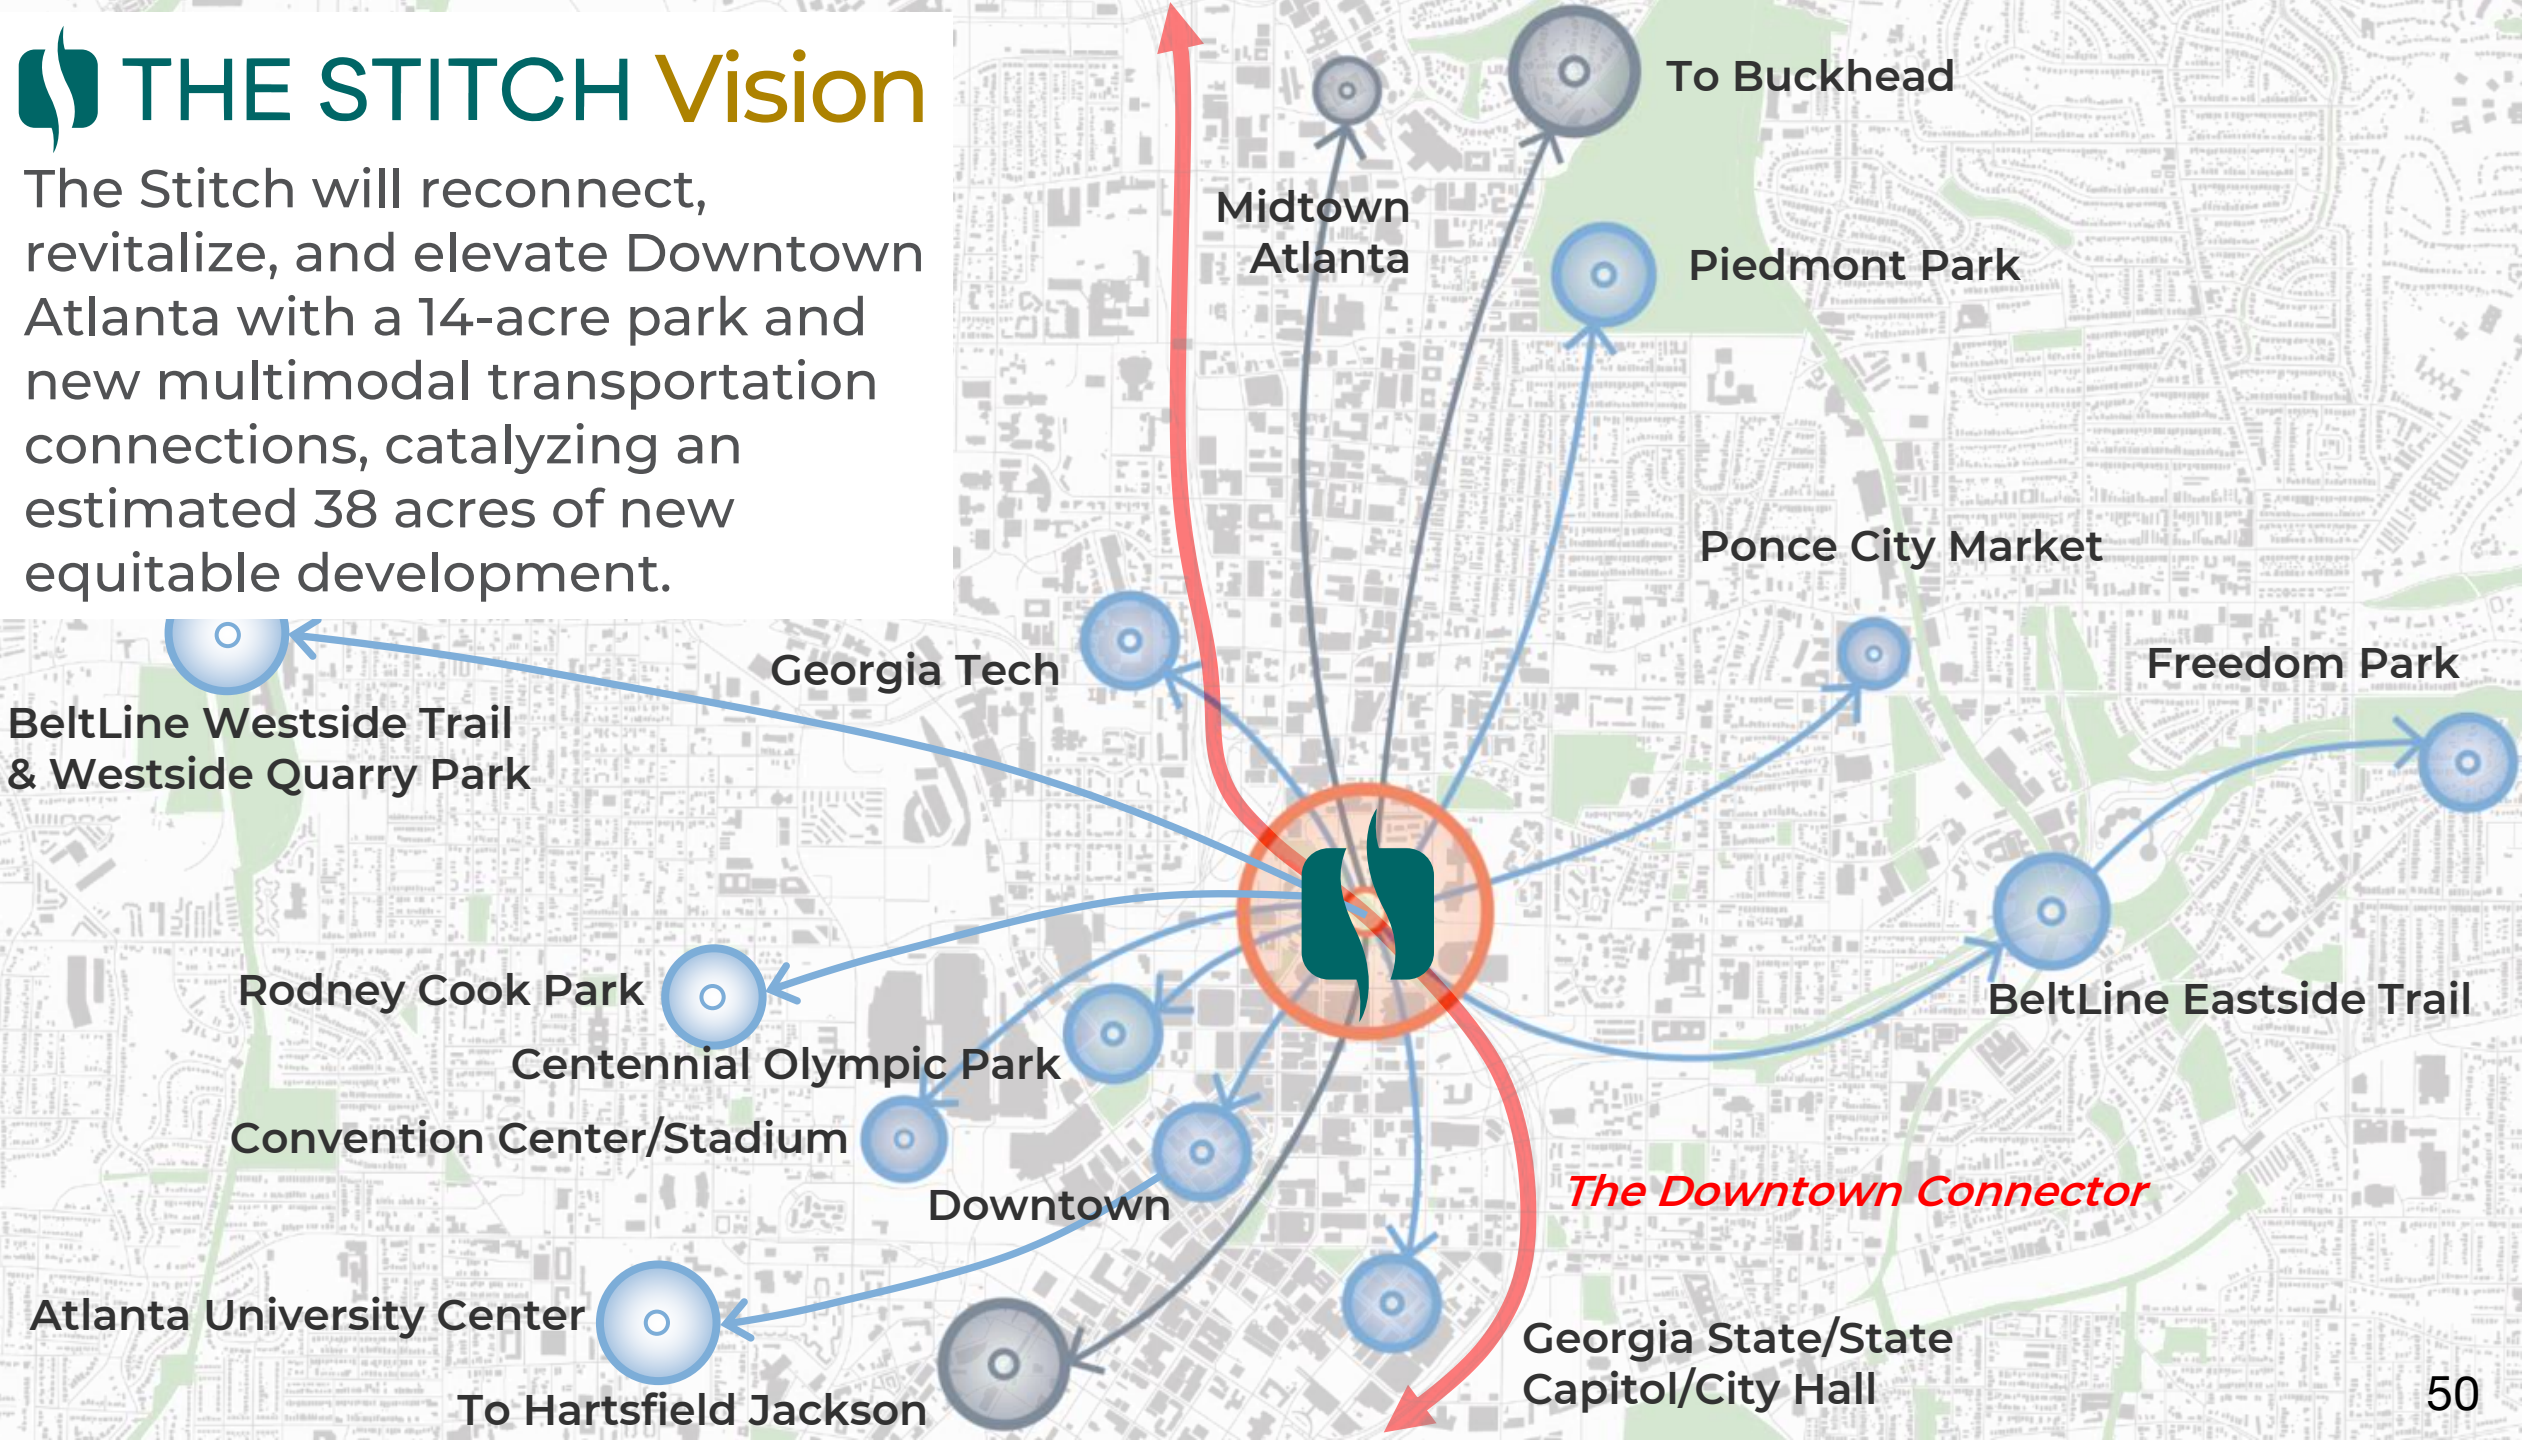 THE STITCH Vision
The Stitch will reconnect,
revitalize, and elevate Downtown
Atlanta with a 14-acre park and
new multimodal transportation
connections, catalyzing an
estimated 38 acres of new
equitable development.
To Buckhead
Midtown
Atlanta
Piedmont Park
Ponce City Market
Georgia Tech
Freedom Park
BeltLine Westside Trail
& Westside Quarry Park
Rodney Cook Park
BeltLine Eastside Trail
Centennial Olympic Park
Convention Center/Stadium
Downtown
The Downtown Connector
Atlanta University Center
Georgia State/State
Capitol/City Hall
To Hartsfield Jackson
50